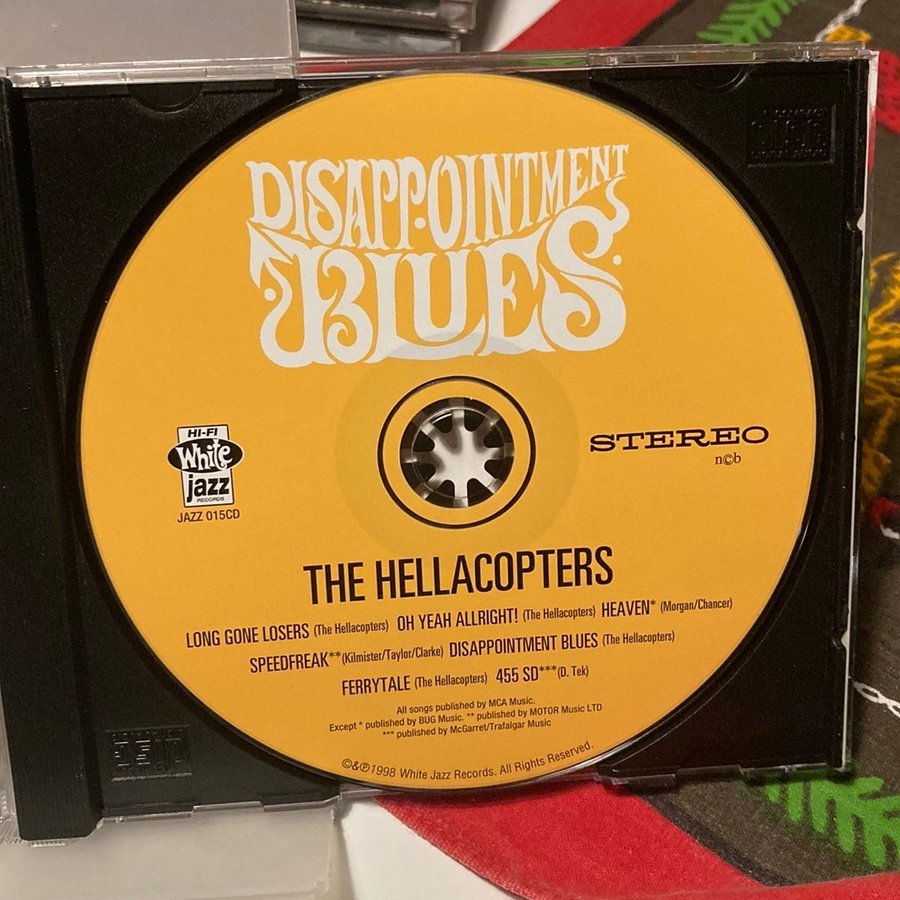 DISAPPOINTMENT
BLUES
HI-FI
White
jazz
RECORDS
JAZZ 015CD
STEREO
n©b
THE HELLACOPTERS
LONG GONE LOSERS (The Hellacopters) OH YEAH ALLRIGHT! (The Hellacopters) HEAVEN* (Morgan/Chancer)
SPEEDFREAK**(Kilmister/Taylor/Clarke) DISAPPOINTMENT BLUES (The Hellacopters)
FERRYTALE (The Hellacopters) 455 SD***(D. Tek)
All songs published by MCA Music.
Except * published by BUG Music. ** published by MOTOR Music LTD
*** published by McGarret/Trafalgar Music
©&℗1998 White Jazz Records. All Rights Reserved.